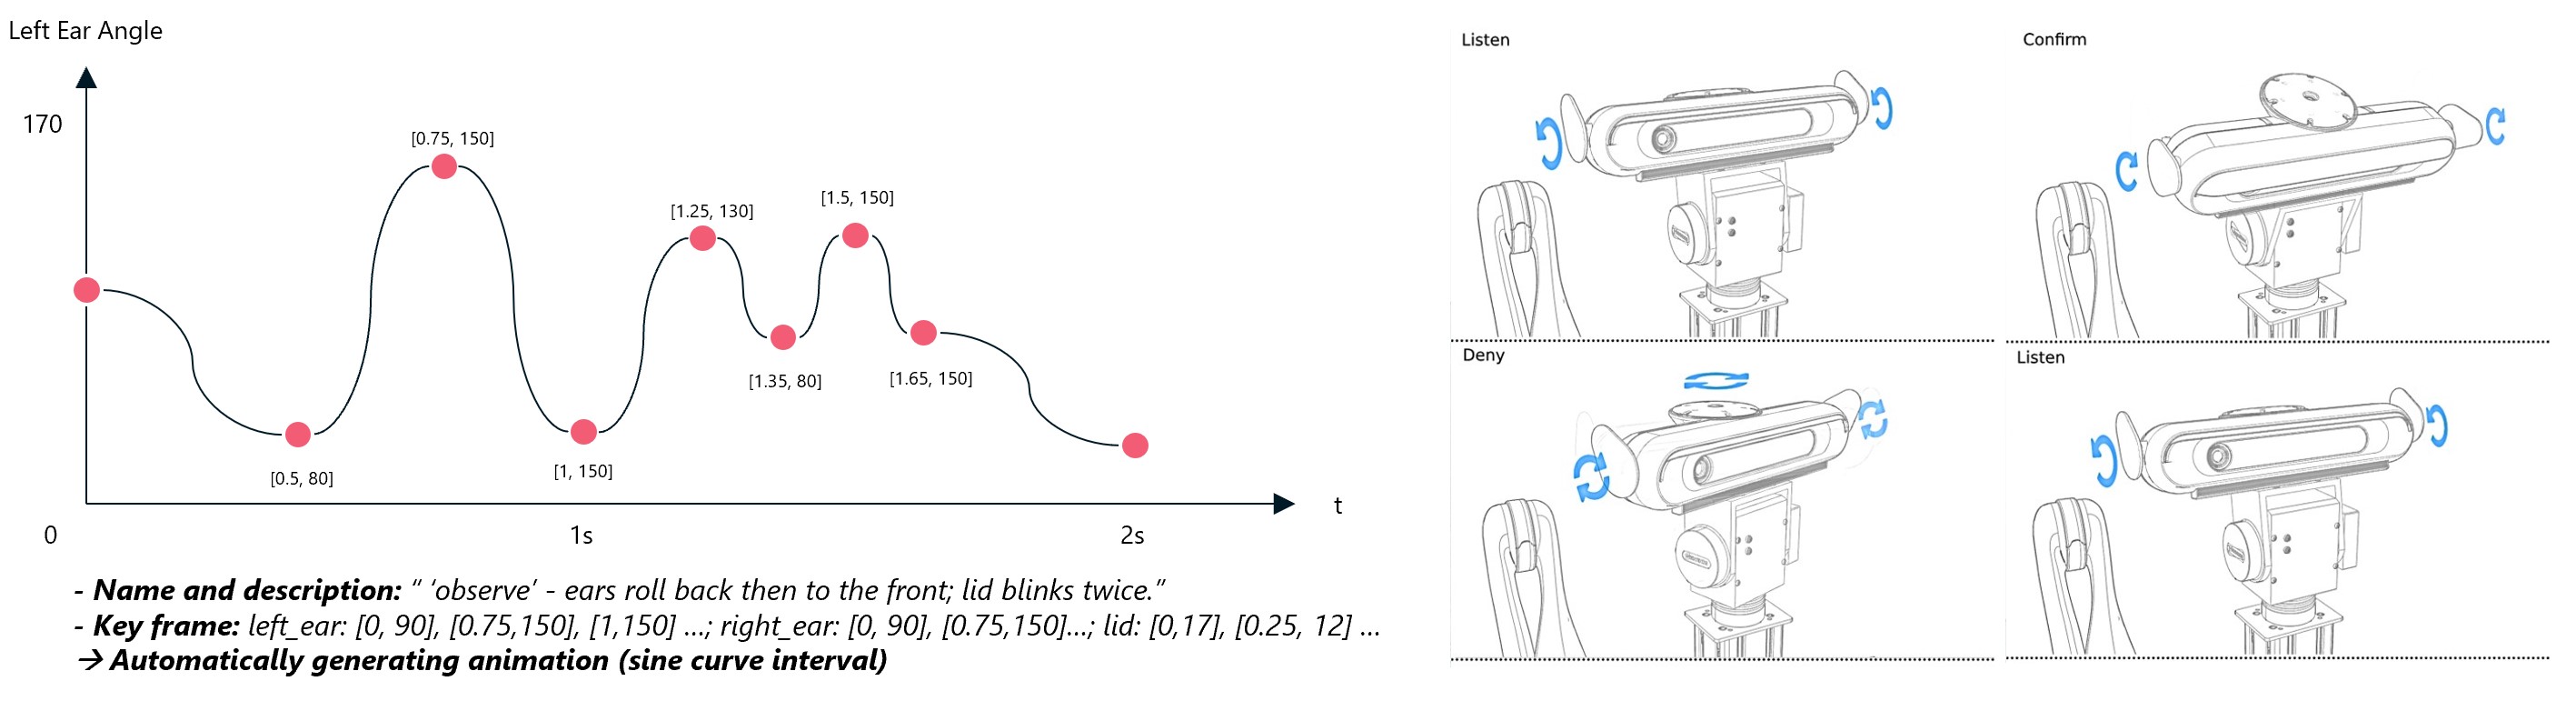 Left Ear Angle
170
[0.75, 150]
[1.25, 130]
[1.5, 150]
[1.35, 80]
[1.65, 150]
[0.5, 80]
[1, 150]
t
0
1s
2s
- Name and description: “ ‘observe’ - ears roll back then to the front; lid blinks twice.”
- Key frame: left_ear: [0, 90], [0.75,150], [1,150] ...; right_ear: [0, 90], [0.75,150]...; lid: [0,17], [0.25, 12] ...
→ Automatically generating animation (sine curve interval)
Listen
Confirm
Deny
Listen